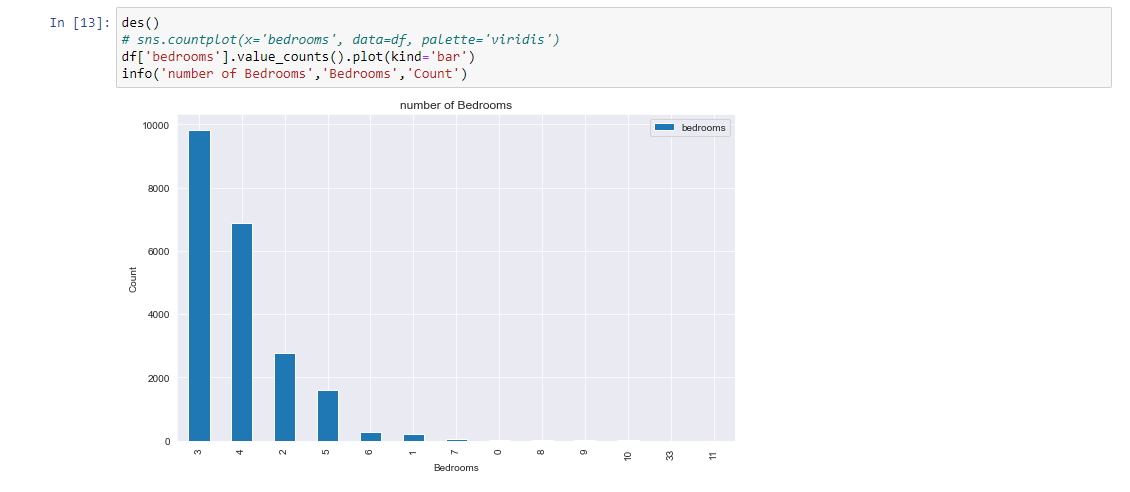 In [13]: des()
# sns.countplot(x='bedrooms', data=df, palette='viridis')
df['bedrooms'].value_counts().plot(kind='bar')
info('number of Bedrooms','Bedrooms','Count')
number of Bedrooms
bedrooms
10000
8000
6000
4000
2000
0
Count
3 4 2 5 6 1 7 0 8 9 10 33 11
Bedrooms